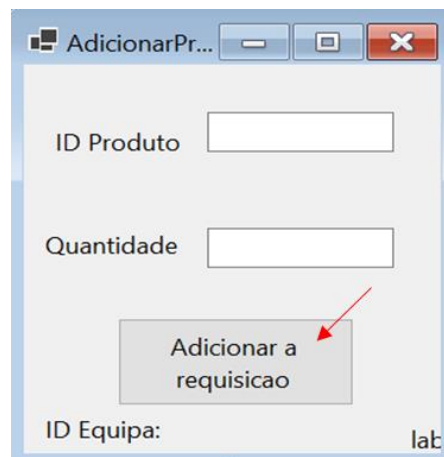 AdicionarPr...
ID Produto
Quantidade
Adicionar a
requisicao
ID Equipa:
lab